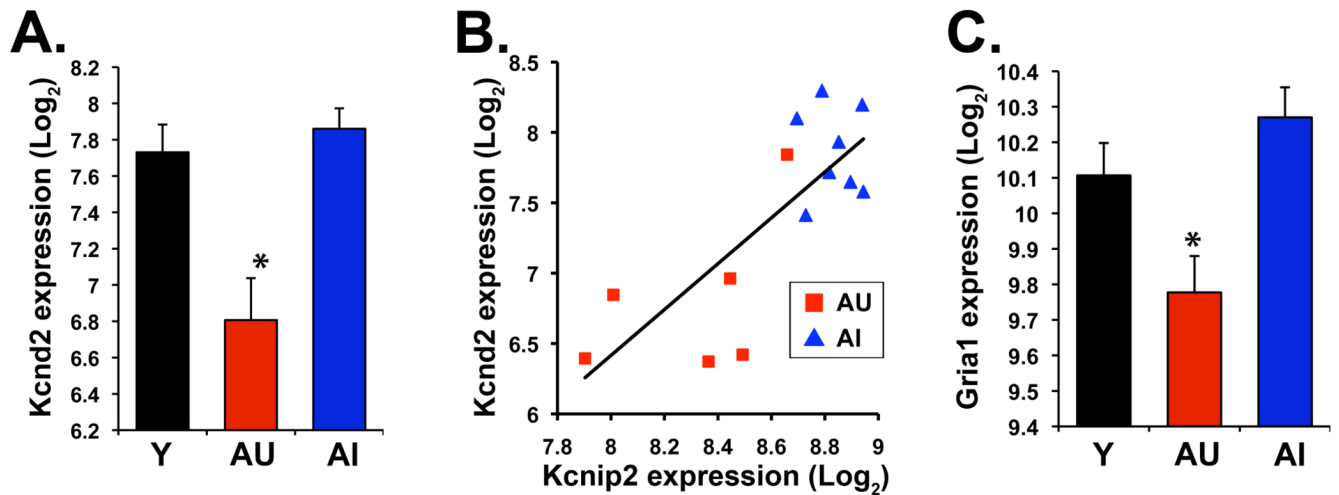 A.
Kcnd2 expression (Log2)
8.2
8
7.8
7.6
7.4
7.2
7
6.8
6.6
6.4
6.2
Y
AU
AI
*
B.
Kcnd2 expression (Log2)
8.5
8
7.5
7
6.5
6
7.8
8
8.2
8.4
8.6
8.8
9
Kcnip2 expression (Log2)
AU
AI
C.
Gria1 expression (Log2)
10.4
10.3
10.2
10.1
10
9.9
9.8
9.7
9.6
9.5
9.4
Y
AU
AI
*